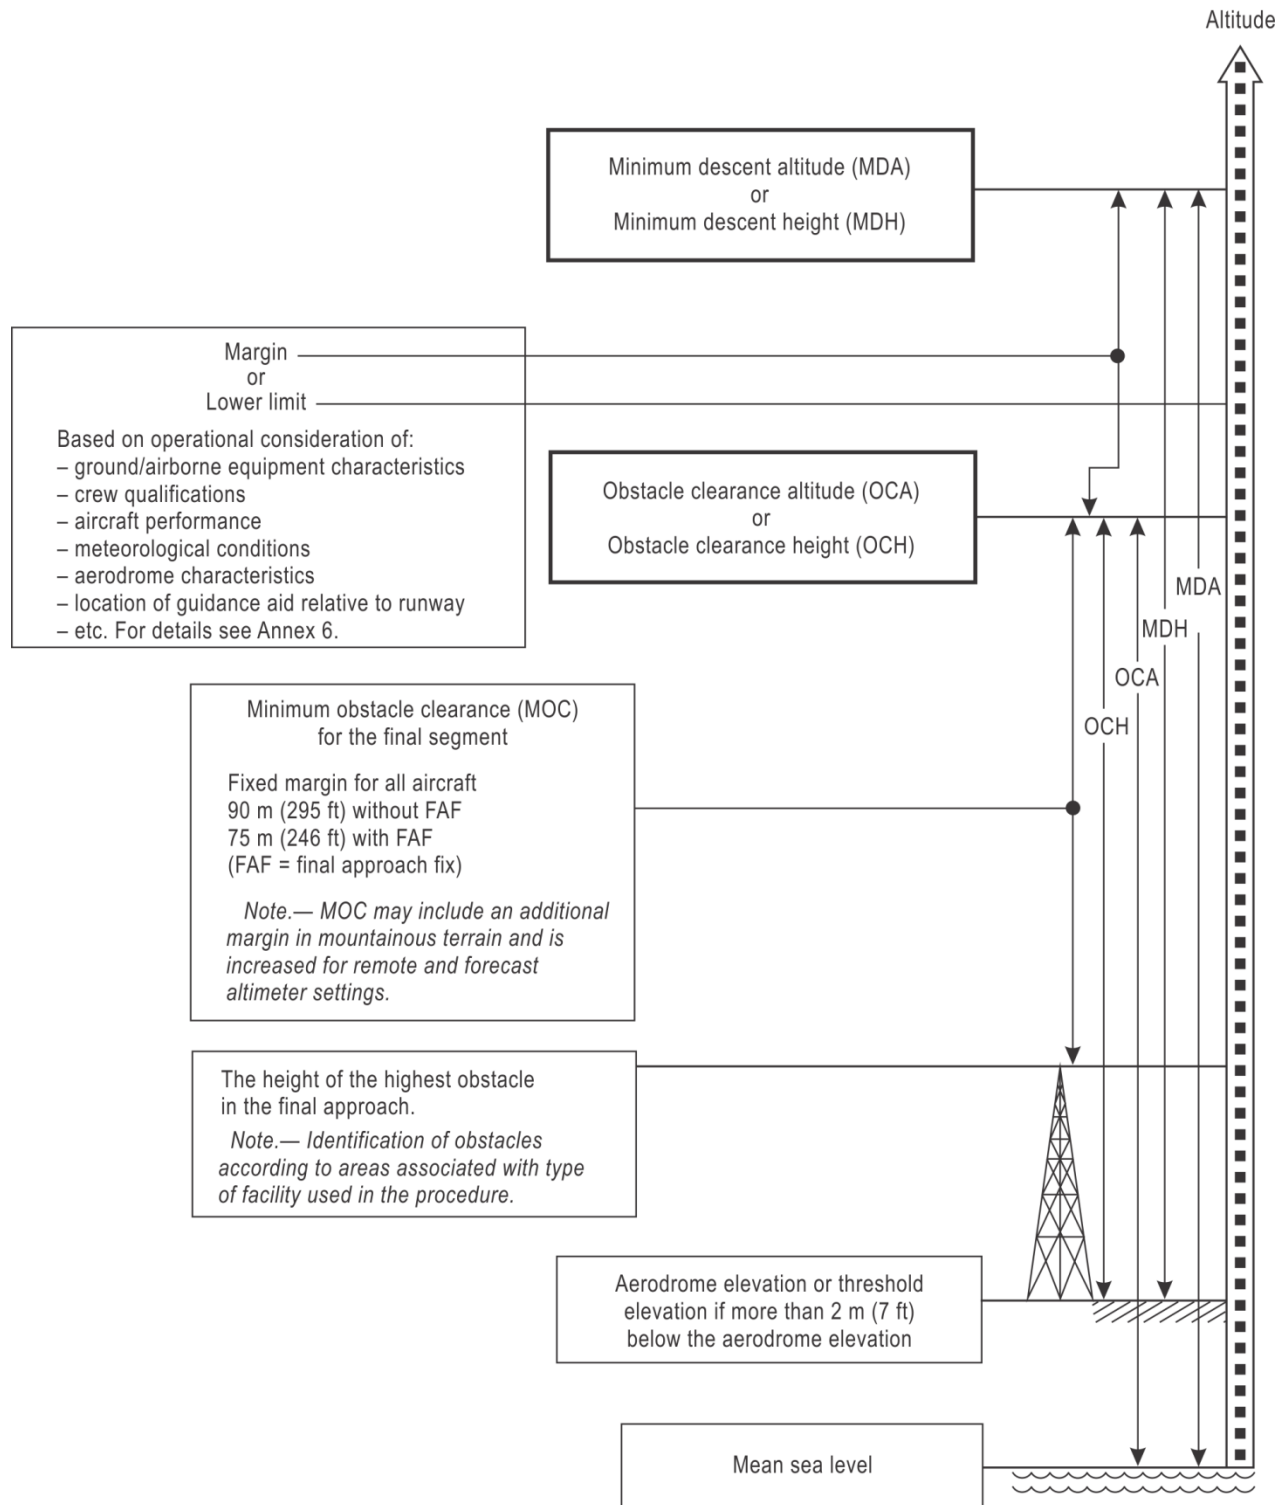 Altitude
Minimum descent altitude (MDA)
or
Minimum descent height (MDH)
Margin
or
Lower limit
Based on operational consideration of:
– ground/airborne equipment characteristics
– crew qualifications
– aircraft performance
– meteorological conditions
– aerodrome characteristics
– location of guidance aid relative to runway
– etc. For details see Annex 6.
Obstacle clearance altitude (OCA)
or
Obstacle clearance height (OCH)
MDA
MDH
OCA
OCH
Minimum obstacle clearance (MOC)
for the final segment
Fixed margin for all aircraft
90 m (295 ft) without FAF
75 m (246 ft) with FAF
(FAF = final approach fix)
Note.— MOC may include an additional
margin in mountainous terrain and is
increased for remote and forecast
altimeter settings.
The height of the highest obstacle
in the final approach.
Note.— Identification of obstacles
according to areas associated with type
of facility used in the procedure.
Aerodrome elevation or threshold
elevation if more than 2 m (7 ft)
below the aerodrome elevation
Mean sea level